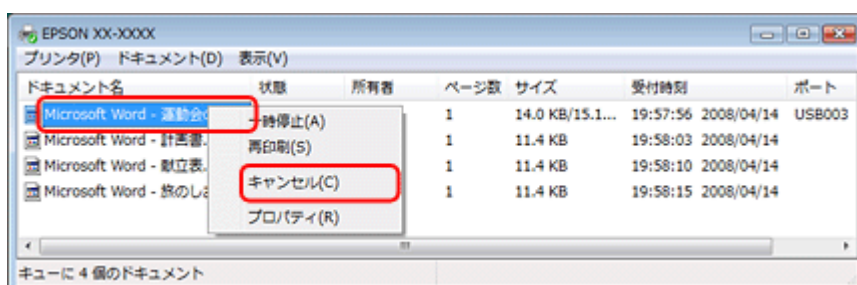 EPSON XX-XXXX
プリンタ(P) ドキュメント(D) 表示(V)
ドキュメント名 状態 所有者 ページ数 サイズ 受付時刻 ポート
Microsoft Word - 運動会の 1 14.0 KB/15.1... 19:57:56 2008/04/14 USB003
Microsoft Word - 計画書. 1 11.4 KB 19:58:03 2008/04/14
Microsoft Word - 献立表. 1 11.4 KB 19:58:10 2008/04/14
Microsoft Word - 旅のしお 1 11.4 KB 19:58:15 2008/04/14
一時停止(A)
再印刷(S)
キャンセル(C)
プロパティ(R)
キューに 4 個のドキュメント